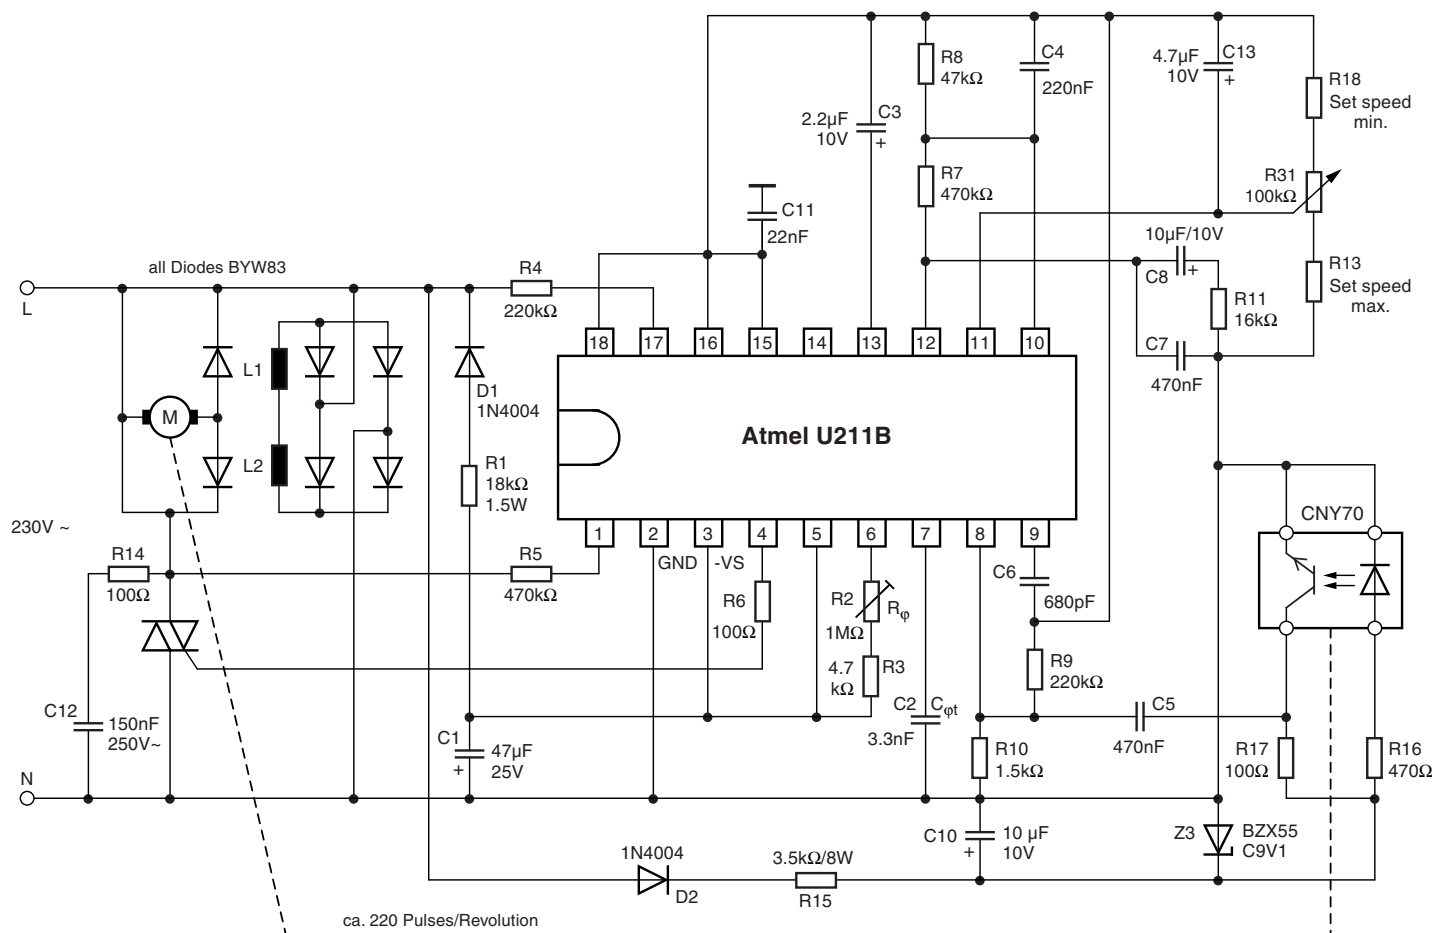 R8
47kΩ
C4
220nF
4.7µF
10V
C13
+
R18
Set speed
min.
2.2µF
10V
C3
+
R7
470kΩ
R31
100kΩ
C11
22nF
10µF/10V
C8
+
R13
Set speed
max.
all Diodes BYW83
R4
220kΩ
R11
16kΩ
L
18
17
16
15
14
13
12
11
10
C7
470nF
L1
D1
1N4004
M
Atmel U211B
L2
R1
18kΩ
1.5W
230V ~
CNY70
1
2
3
4
5
6
7
8
9
GND
-VS
R14
100Ω
R5
470kΩ
C6
680pF
R6
100Ω
R2
1MΩ
Rφ
4.7
kΩ
R3
R9
220kΩ
C12
150nF
250V~
C1
+
47µF
25V
C2
Cφt
3.3nF
C5
470nF
R10
1.5kΩ
R17
100Ω
R16
470Ω
N
C10
+
10 µF
10V
Z3
BZX55
C9V1
1N4004
D2
3.5kΩ/8W
R15
ca. 220 Pulses/Revolution